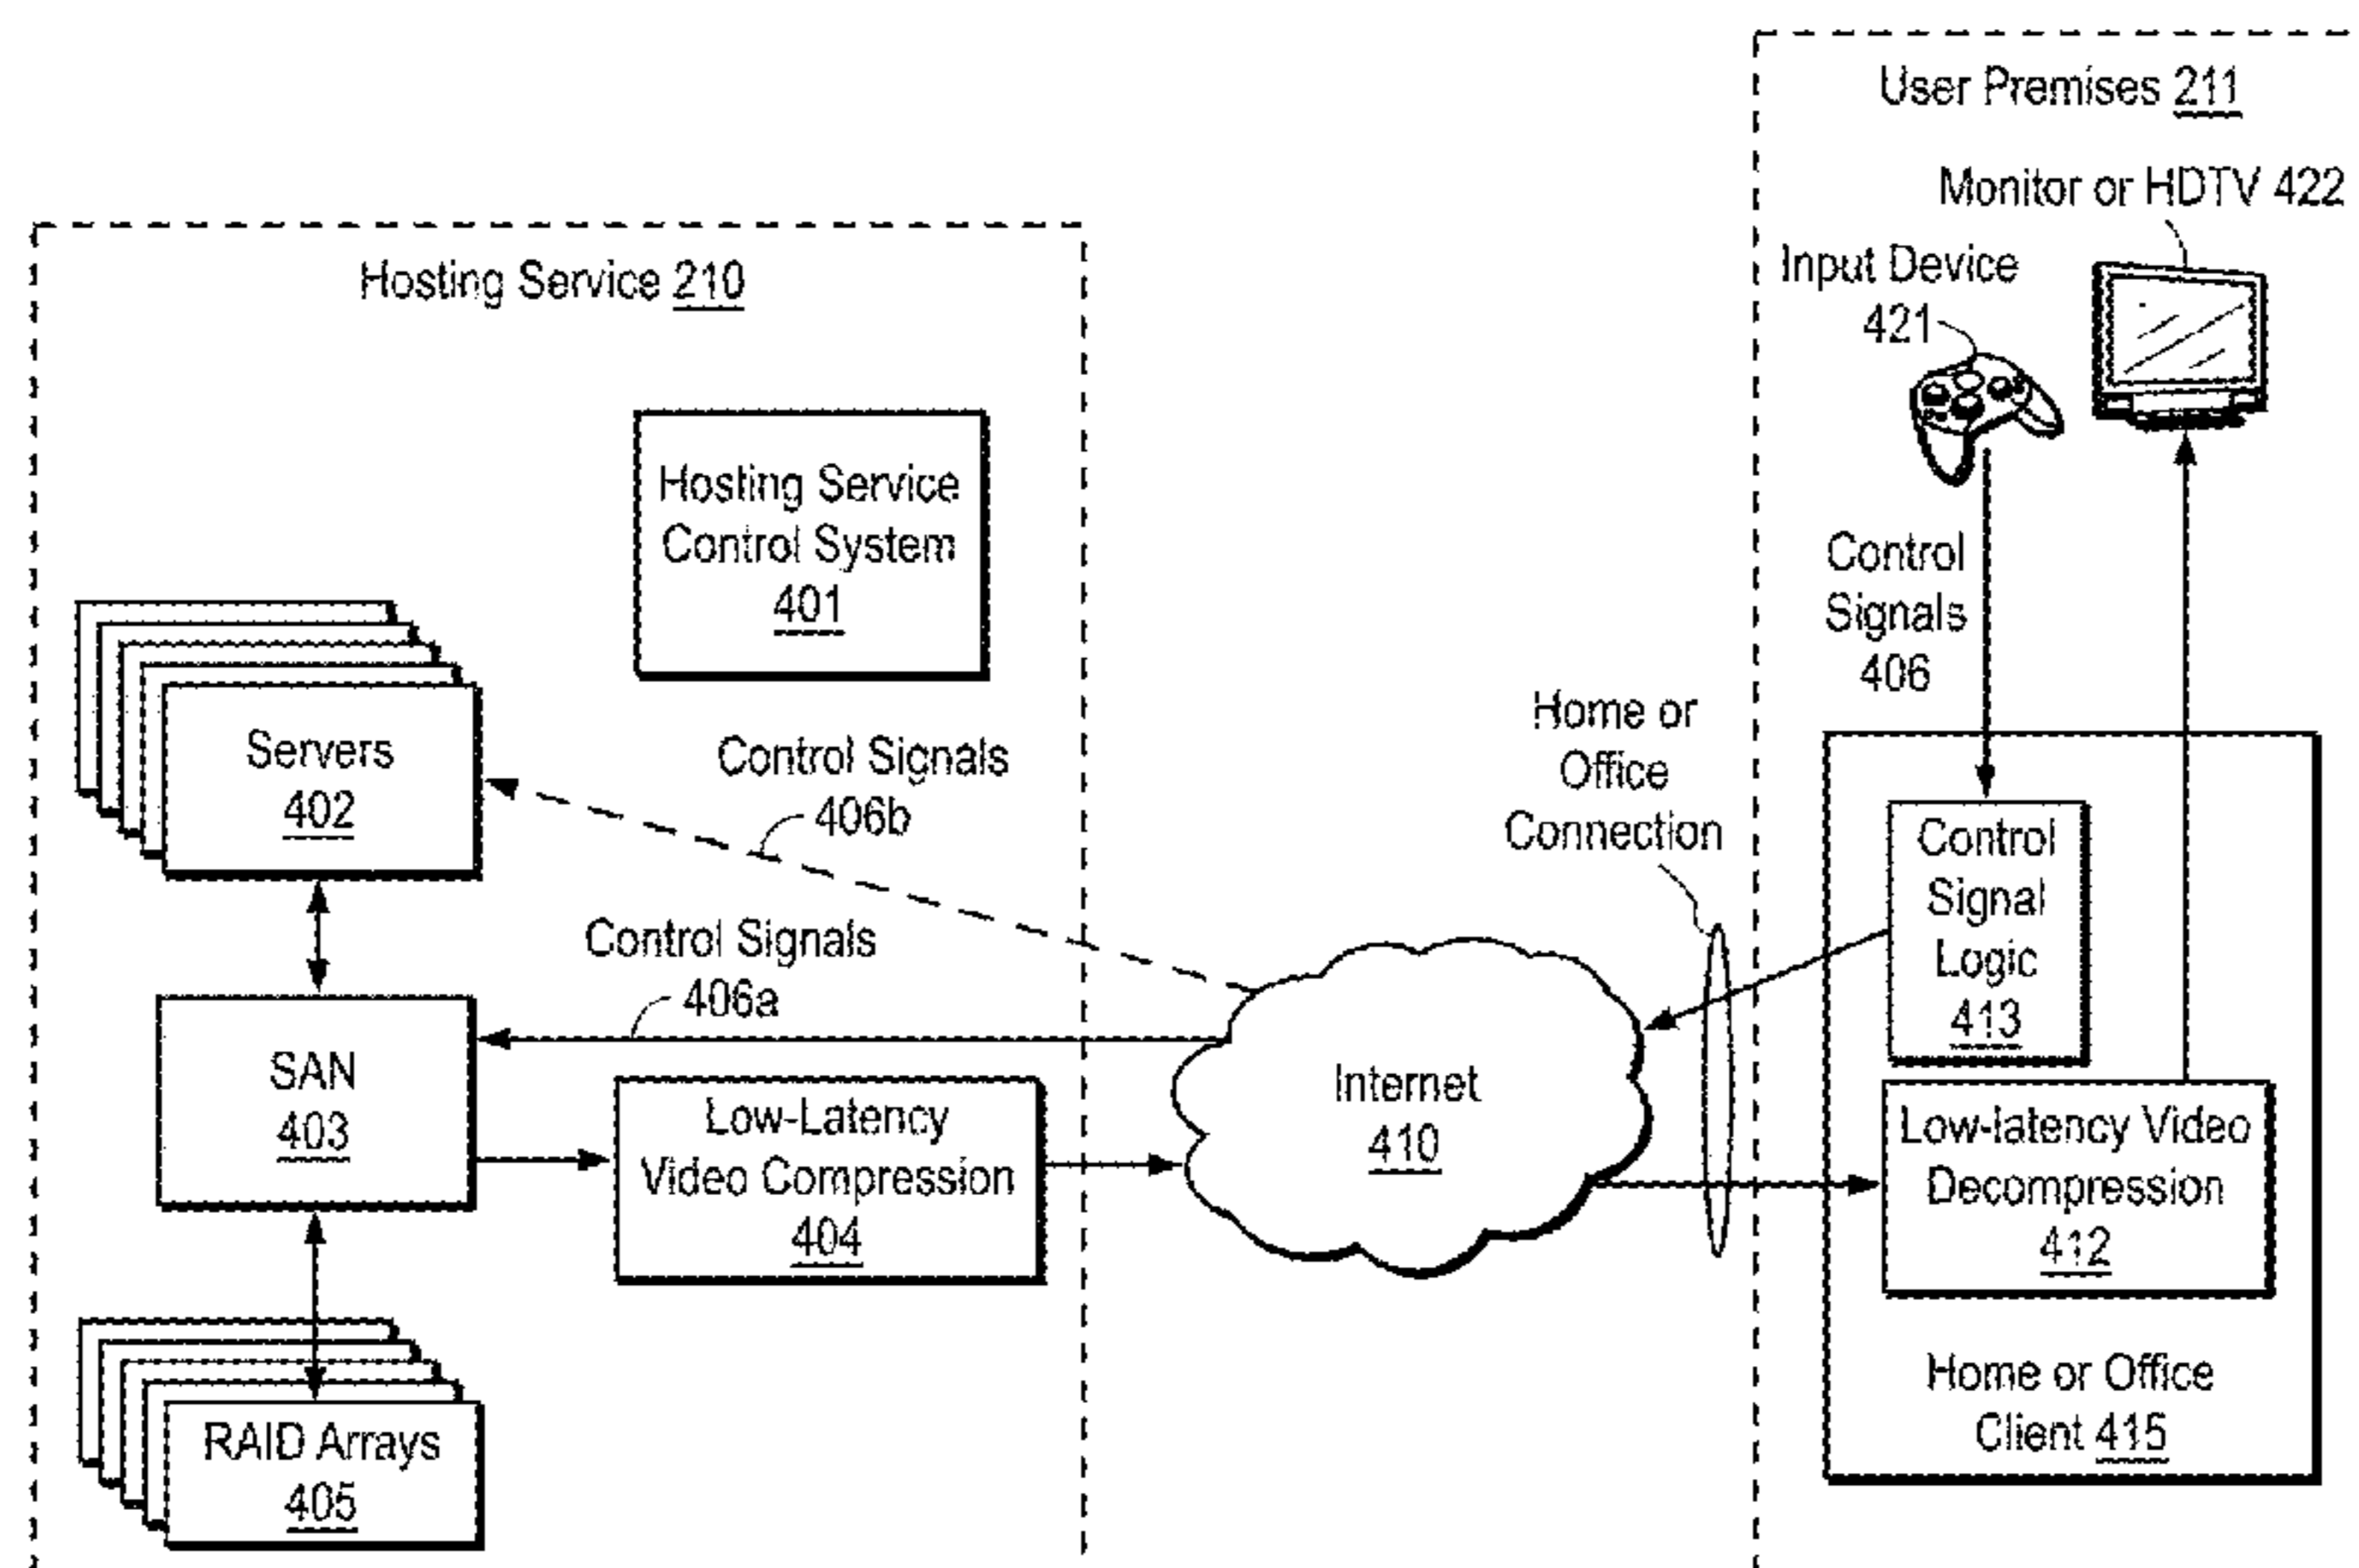 User Premises 211
Monitor or HDTV 422
Input Device
421
Hosting Service 210
Hosting Service
Control System
401
Control
Signals
406
Servers
402
Control Signals
406b
Home or
Office
Connection
Control
Signal
Logic
413
Control Signals
406a
SAN
403
Low-Latency
Video Compression
404
Internet
410
Low-latency Video
Decompression
412
Home or Office
Client 415
RAID Arrays
405